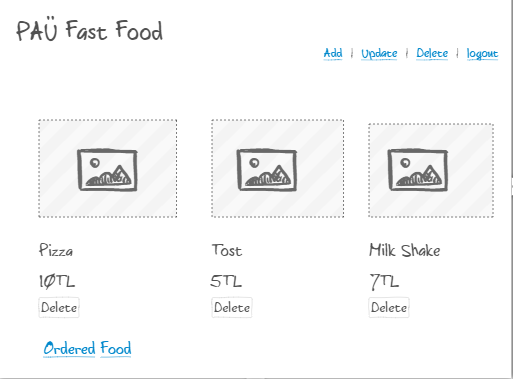 PAÜ Fast Food
Add | Update | Delete | logout
Pizza Tost Milk Shake
10TL 5TL 7TL
Delete Delete Delete
Ordered Food